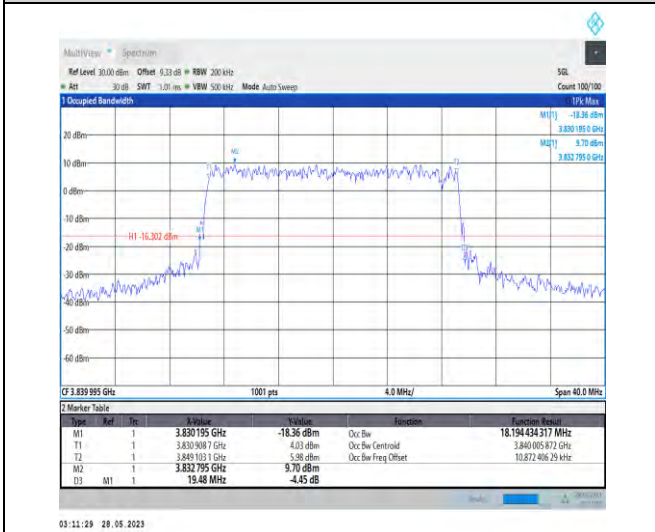 MultiView Spectrum
Ref Level 30.00 dBm Offset 9.33 dB RBW 200 kHz SGL
Att 30 dB SWT 1.01 ms VBW 500 kHz Mode Auto Sweep Count 100/100
1 Occupied Bandwidth 1Pk Max
M1[1] -18.36 dBm
3.830 195 0 GHz
M2[1] 9.70 dBm
3.832 795 0 GHz
20 dBm
10 dBm
0 dBm
-10 dBm
-20 dBm
-30 dBm
-40 dBm
-50 dBm
-60 dBm
M2
T1
T2
M1
H1 -16.302 dBm
CF 3.839 995 GHz 1001 pts 4.0 MHz/ Span 40.0 MHz
2 Marker Table
Type Ref Trc X-Value Y-Value Function Function Result
M1 1 3.830 195 GHz -18.36 dBm Occ Bw 18.194 434 317 MHz
T1 1 3.830 908 7 GHz 4.03 dBm Occ Bw Centroid 3.840 005 872 GHz
T2 1 3.849 103 1 GHz 5.98 dBm Occ Bw Freq Offset 10.872 406 29 kHz
M2 1 3.832 795 GHz 9.70 dBm
D3 M1 1 19.48 MHz -4.45 dB
03:11:29 28.05.2023